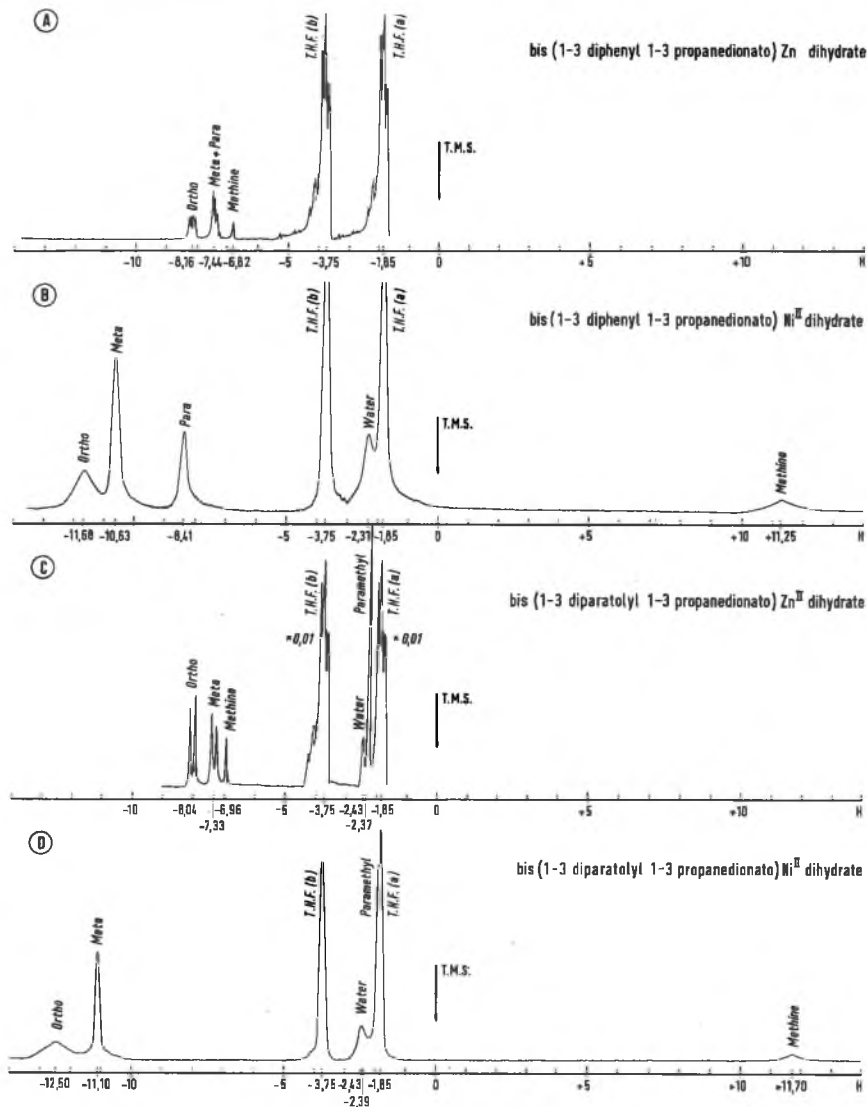 A
bis (1-3 diphenyl 1-3 propanedionato) Zn dihydrate
Ortho
Meta + Para
Methine
T.H.F. (b)
T.H.F. (a)
T.M.S.
-10 -8,16 -7,44 -6,82 -5 -3,75 -1,85 0 +5 +10 H
B
bis (1-3 diphenyl 1-3 propanedionato) Ni II dihydrate
Ortho
Meta
Para
T.H.F. (b)
Water
T.H.F. (a)
T.M.S.
Methine
-11,68 -10,63 -8,41 -5 -3,75 -2,31 -1,85 0 +5 +10 +11,25 H
C
bis (1-3 diparatolyl 1-3 propanedionato) Zn II dihydrate
Ortho
Meta
Methine
T.H.F. (b)
×0,01
Water
Paramethyl
T.H.F. (a)
×0,01
T.M.S.
-10 -8,04 -6,96 -5 -3,75 -2,43 -1,85 0 +5 +10 H
-7,33 -2,37
D
bis (1-3 diparatolyl 1-3 propanedionato) Ni II dihydrate
Ortho
Meta
T.H.F. (b)
Water
Paramethyl
T.H.F. (a)
T.M.S.
Methine
-12,50 -11,10 -10 -5 -3,75 -2,43 -1,85 0 +5 +10 +11,70 H
-2,39